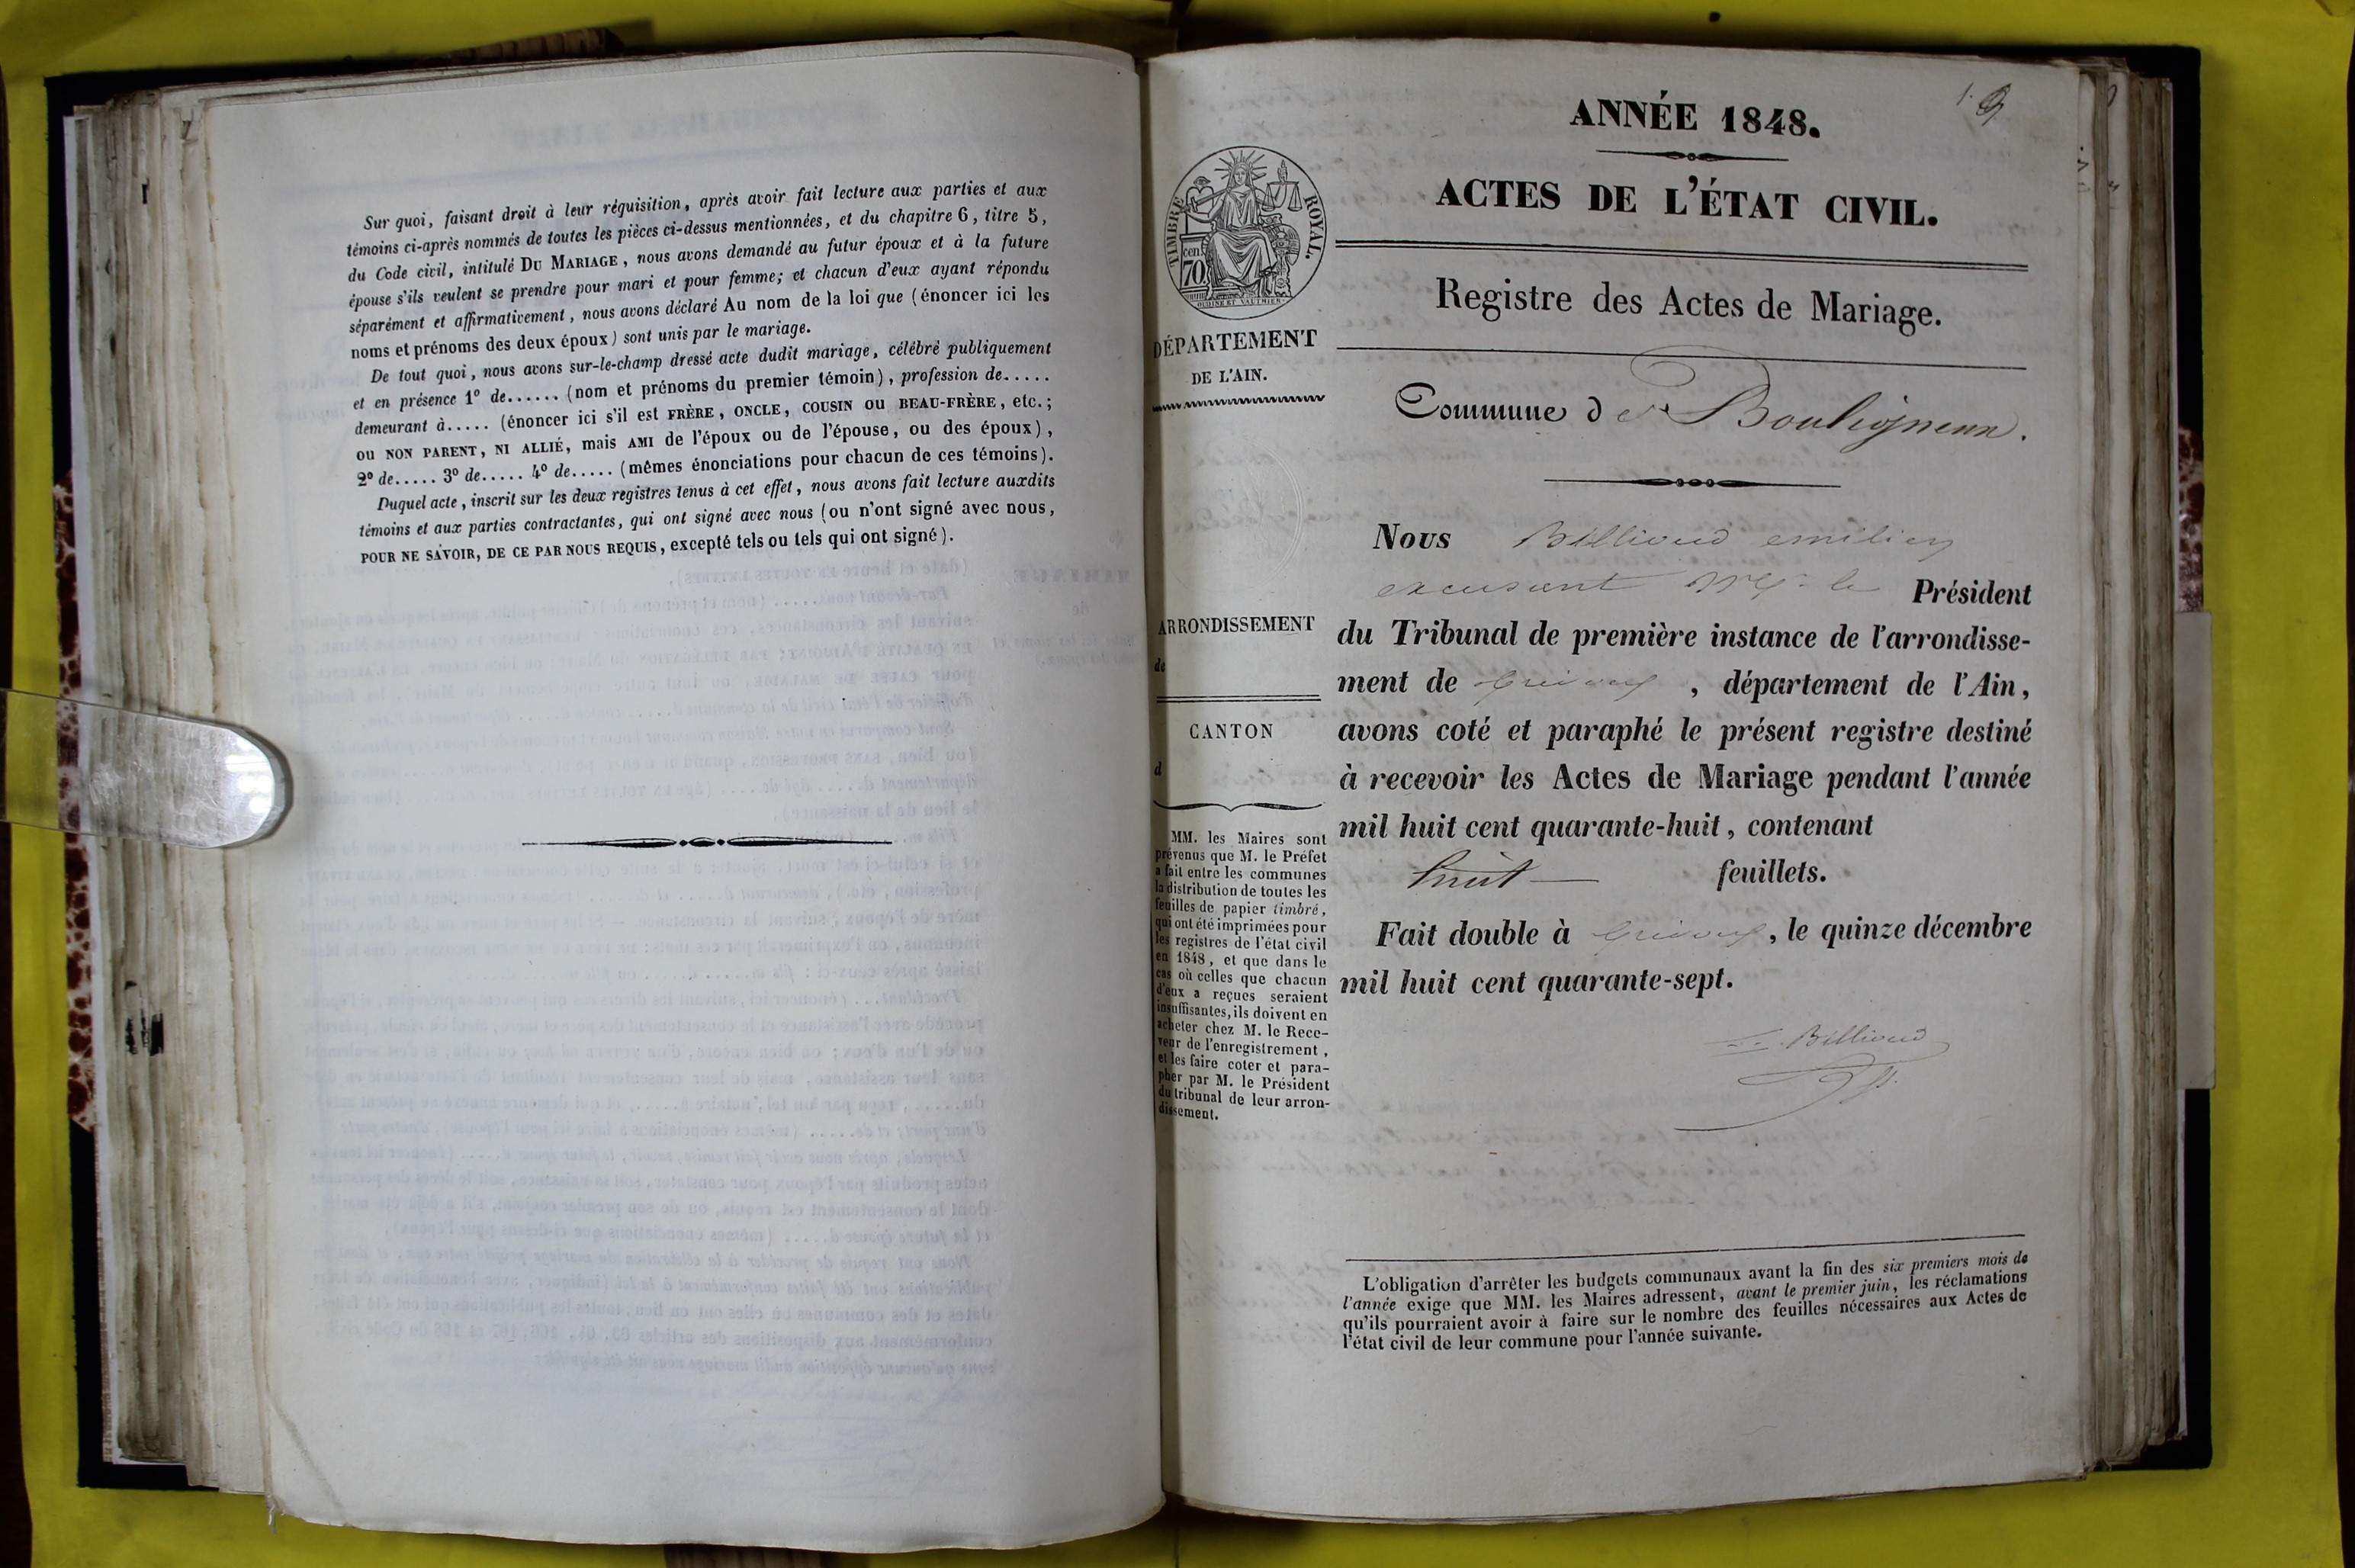 Sur quoi, faisant droit à leur réquisition, après avoir fait lecture aux parties et aux
témoins ci-après nommés de toutes les pièces ci-dessus mentionnées, et du chapitre 6, titre 5,
du Code civil, intitulé DU MARIAGE, nous avons demandé au futur époux et à la future
épouse s'ils veulent se prendre pour mari et pour femme; et chacun d'eux ayant répondu
séparément et affirmativement, nous avons déclaré Au nom de la loi que (énoncer ici les
noms et prénoms des deux époux) sont unis par le mariage.
De tout quoi, nous avons sur-le-champ dressé acte dudit mariage, célébré publiquement
et en présence 1º de...... (nom et prénoms du premier témoin), profession de.....
demeurant à..... (énoncer ici s'il est FRÈRE, ONCLE, COUSIN ou BEAU-FRÈRE, etc.;
ou NON PARENT, NI ALLIÉ, mais AMI de l'époux ou de l'épouse, ou des époux),
2º de..... 3º de..... 4º de..... (mêmes énonciations pour chacun de ces témoins).
Duquel acte, inscrit sur les deux registres tenus à cet effet, nous avons fait lecture auxdits
témoins et aux parties contractantes, qui ont signé avec nous (ou n'ont signé avec nous,
POUR NE SAVOIR, DE CE PAR NOUS REQUIS, excepté tels ou tels qui ont signé).
ANNÉE 1848.
ACTES DE L'ÉTAT CIVIL.
Registre des Actes de Mariage.
TIMBRE ROYAL.
cen. 70
DÉPARTEMENT
DE L'AIN.
Commune de Bouligneux.
Nous Billioud emilien
excusant Mr le Président
du Tribunal de première instance de l'arrondisse-
ment de Trévoux, département de l'Ain,
avons coté et paraphé le présent registre destiné
à recevoir les Actes de Mariage pendant l'année
mil huit cent quarante-huit, contenant
huit feuillets.
Fait double à Trévoux, le quinze décembre
mil huit cent quarante-sept.
Billioud
ARRONDISSEMENT
de
CANTON
d
MM. les Maires sont
prévenus que M. le Préfet
a fait entre les communes
la distribution de toutes les
feuilles de papier timbré,
qui ont été imprimées pour
les registres de l'état civil
en 1848, et que dans le
cas où celles que chacun
d'eux a reçues seraient
insuffisantes, ils doivent en
acheter chez M. le Rece-
veur de l'enregistrement,
et les faire coter et para-
pher par M. le Président
du tribunal de leur arron-
dissement.
L'obligation d'arrêter les budgets communaux avant la fin des six premiers mois de
l'année exige que MM. les Maires adressent, avant le premier juin, les réclamations
qu'ils pourraient avoir à faire sur le nombre des feuilles nécessaires aux Actes de
l'état civil de leur commune pour l'année suivante.